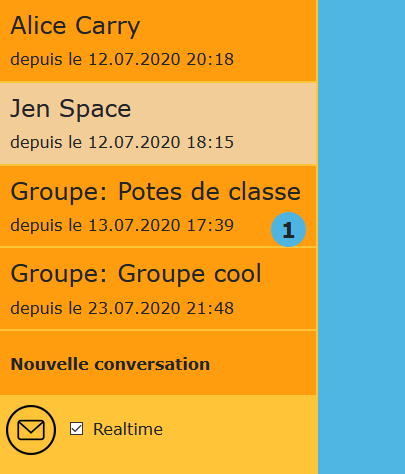 Alice Carry
depuis le 12.07.2020 20:18
Jen Space
depuis le 12.07.2020 18:15
Groupe: Potes de classe
depuis le 13.07.2020 17:39
1
Groupe: Groupe cool
depuis le 23.07.2020 21:48
Nouvelle conversation
Realtime